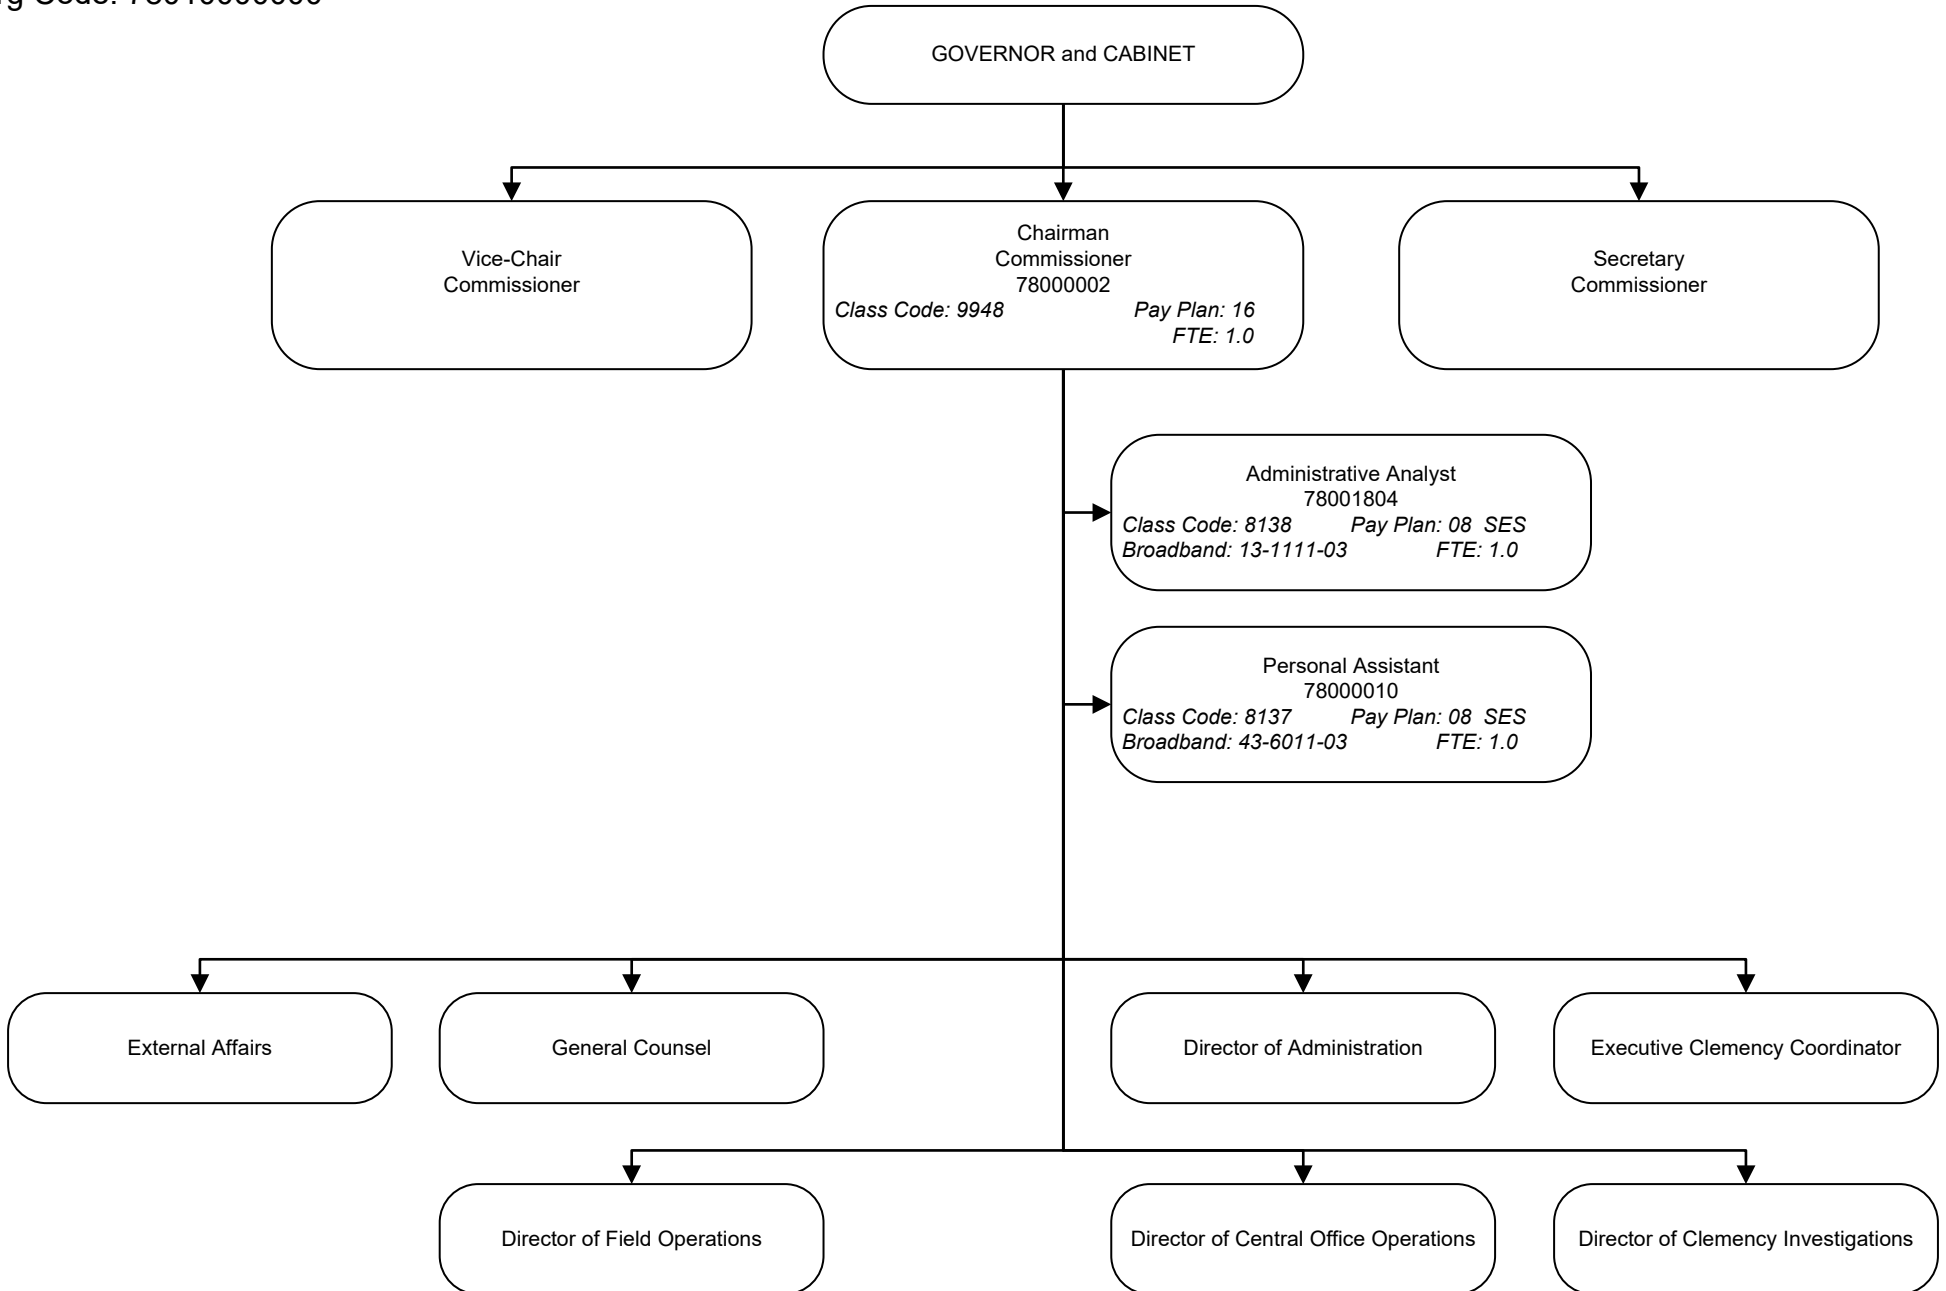 GOVERNOR and CABINET
Vice-Chair
Commissioner
Chairman
Commissioner
78000002
Class Code: 9948 Pay Plan: 16
FTE: 1.0
Secretary
Commissioner
Administrative Analyst
78001804
Class Code: 8138 Pay Plan: 08 SES
Broadband: 13-1111-03 FTE: 1.0
Personal Assistant
78000010
Class Code: 8137 Pay Plan: 08 SES
Broadband: 43-6011-03 FTE: 1.0
External Affairs
General Counsel
Director of Administration
Executive Clemency Coordinator
Director of Field Operations
Director of Central Office Operations
Director of Clemency Investigations